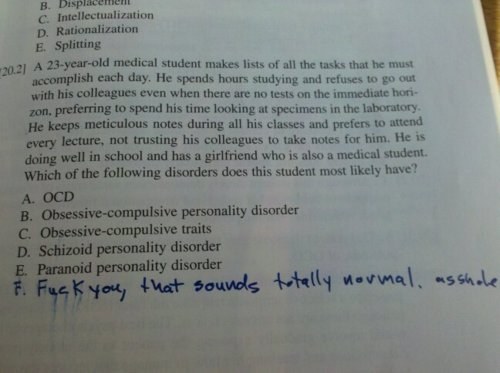 B. Displacement
C. Intellectualization
D. Rationalization
E. Splitting
20.2] A 23-year-old medical student makes lists of all the tasks that he must
accomplish each day. He spends hours studying and refuses to go out
with his colleagues even when there are no tests on the immediate hori-
zon, preferring to spend his time looking at specimens in the laboratory.
He keeps meticulous notes during all his classes and prefers to attend
every lecture, not trusting his colleagues to take notes for him. He is
doing well in school and has a girlfriend who is also a medical student.
Which of the following disorders does this student most likely have?
A. OCD
B. Obsessive-compulsive personality disorder
C. Obsessive-compulsive traits
D. Schizoid personality disorder
E. Paranoid personality disorder
F. Fuck you, that sounds totally normal. asshole